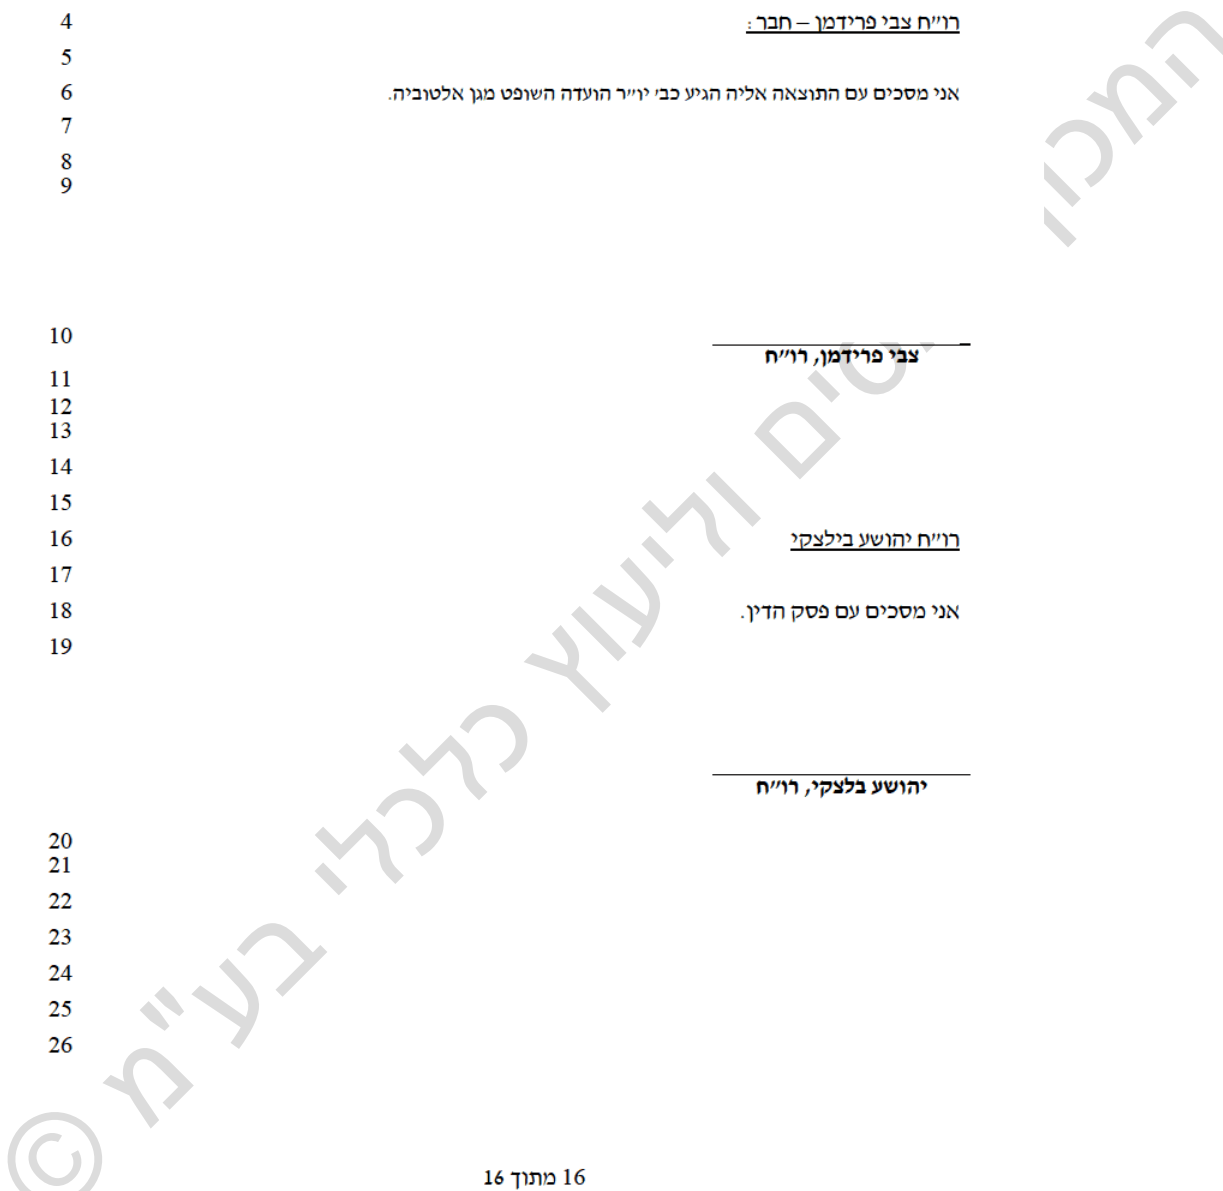 4 רו״ח צבי פרידמן – חבר:
5
6 אני מסכים עם התוצאה אליה הגיע כב׳ יו״ר הועדה השופט מגן אלטוביה.
7
8
9
10
צבי פרידמן, רו״ח
11
12
13
14
15
16 רו״ח יהושע בילצקי
17
18 אני מסכים עם פסק הדין.
19
יהושע בלצקי, רו״ח
20
21
22
23
24
25
26
16 מתוך 16
המכון
סים וליעוץ כלכלי בע"מ ©